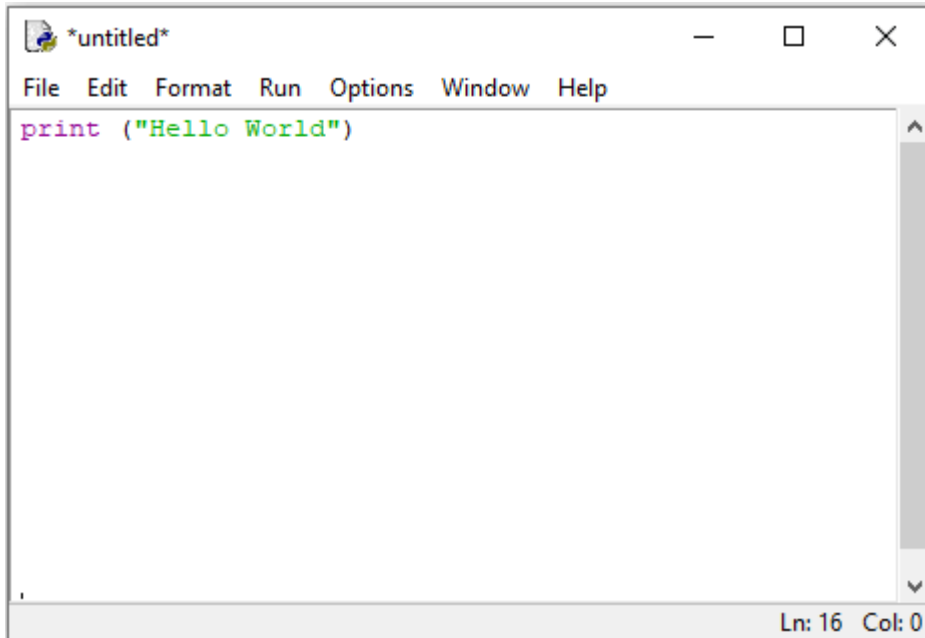 *untitled*
File Edit Format Run Options Window Help
print ("Hello World")
Ln: 16 Col: 0